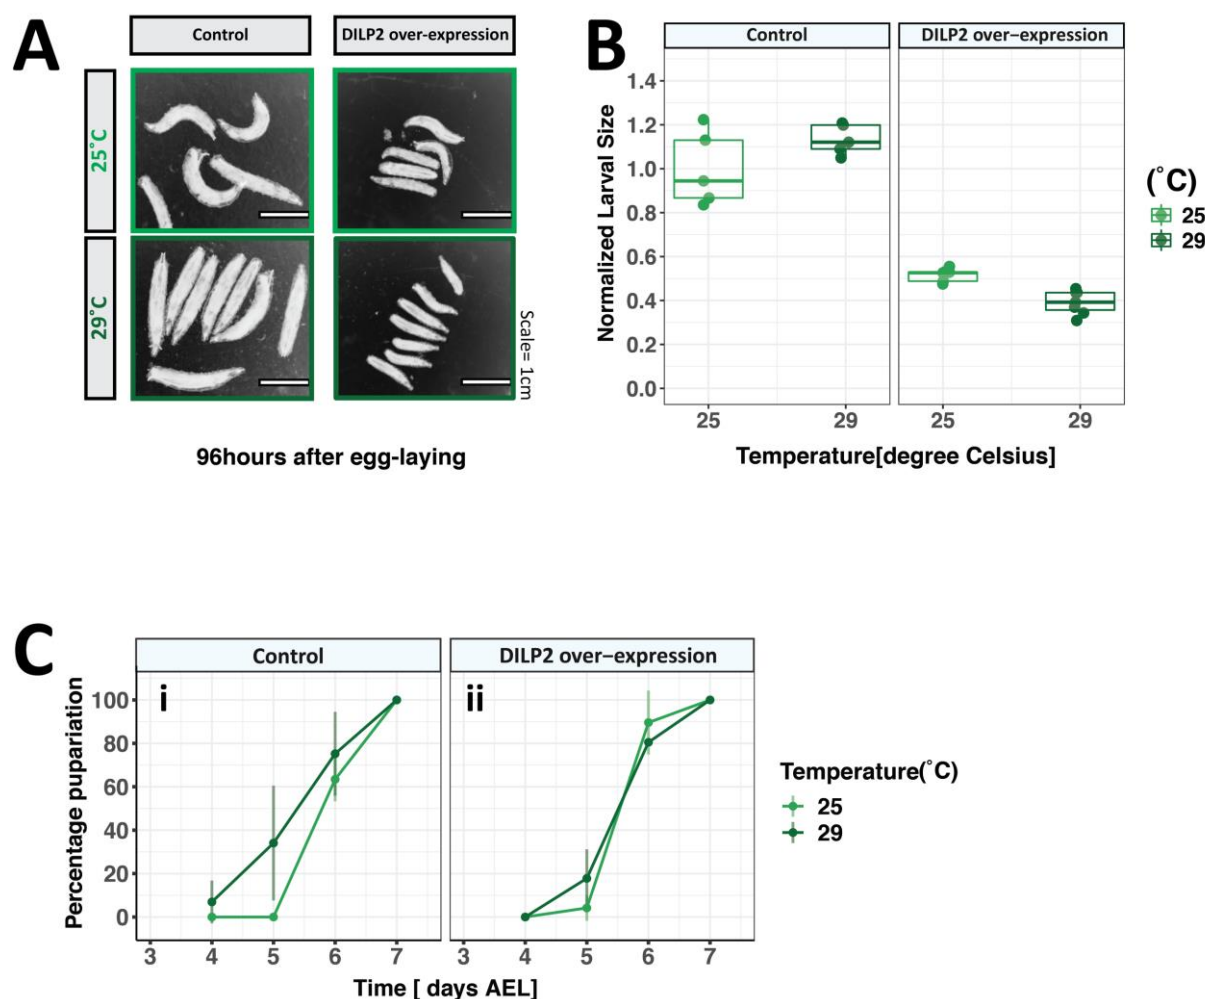 A
Control
DILP2 over-expression
25˚C
29˚C
Scale= 1cm
96hours after egg-laying
B
Control
DILP2 over−expression
Normalized Larval Size
1.4
1.2
1.0
0.8
0.6
0.4
0.2
0.0
25
29
25
29
Temperature[degree Celsius]
(˚C)
25
29
C
Control
DILP2 over−expression
i
ii
Percentage pupariation
100
80
60
40
20
0
3
4
5
6
7
3
4
5
6
7
Time [ days AEL]
Temperature(˚C)
25
29